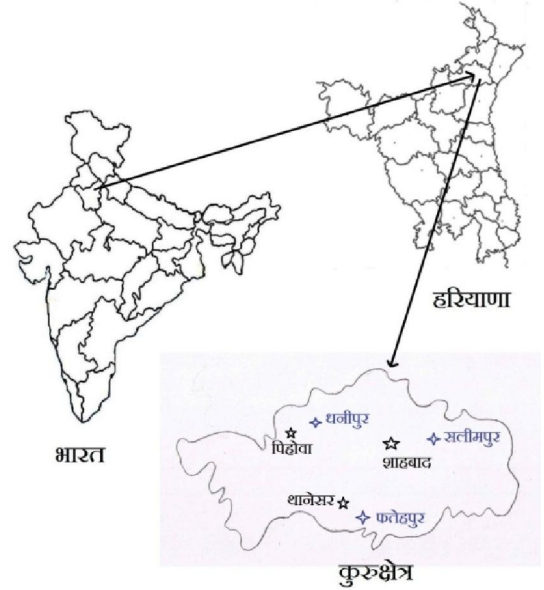 हरियाणा
भारत
धनीपुर
पिहोवा
सलीमपुर
शाहबाद
थानेसर
फतेहपुर
कुरुक्षेत्र